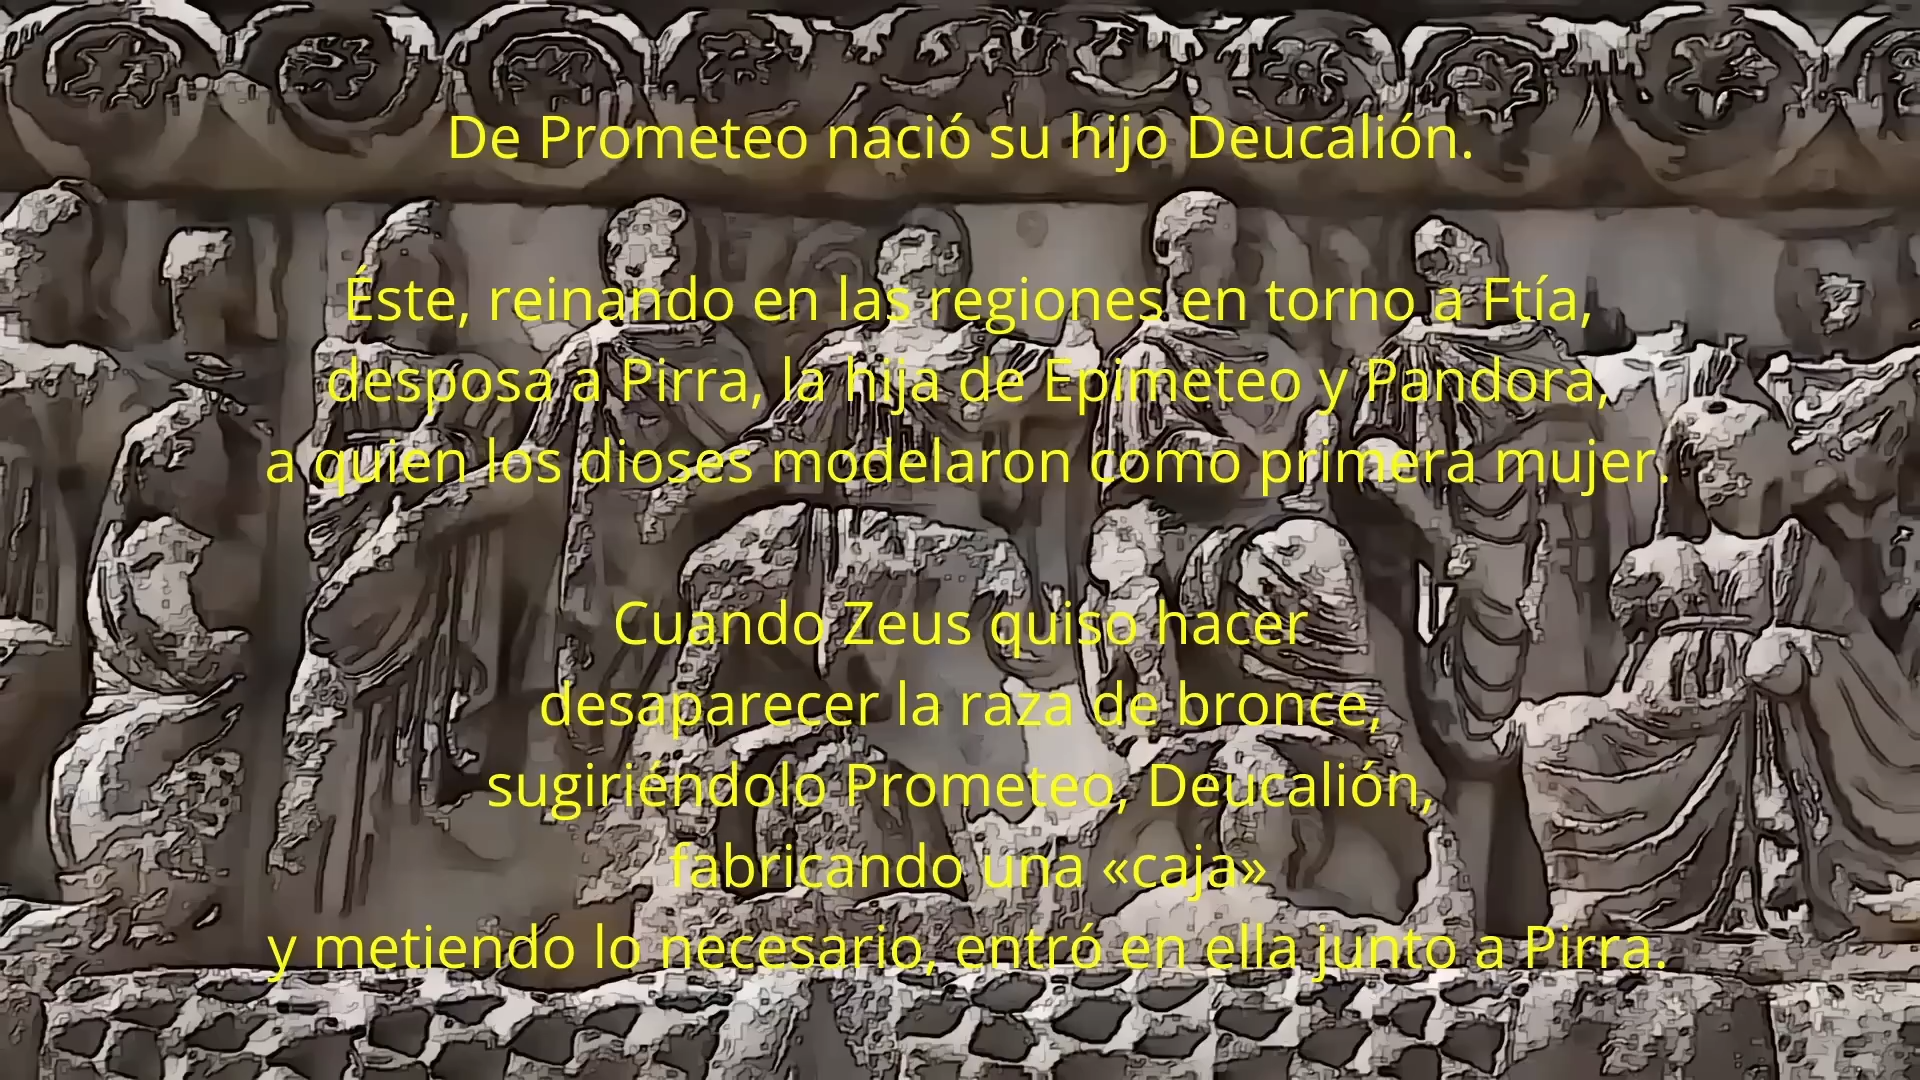 De Prometeo nació su hijo Deucalión.
Éste, reinando en las regiones en torno a Ftía,
desposa a Pirra, la hija de Epimeteo y Pandora,
a quien los dioses modelaron como primera mujer.
Cuando Zeus quiso hacer
desaparecer la raza de bronce,
sugiriéndolo Prometeo, Deucalión,
fabricando una «caja»
y metiendo lo necesario, entró en ella junto a Pirra.